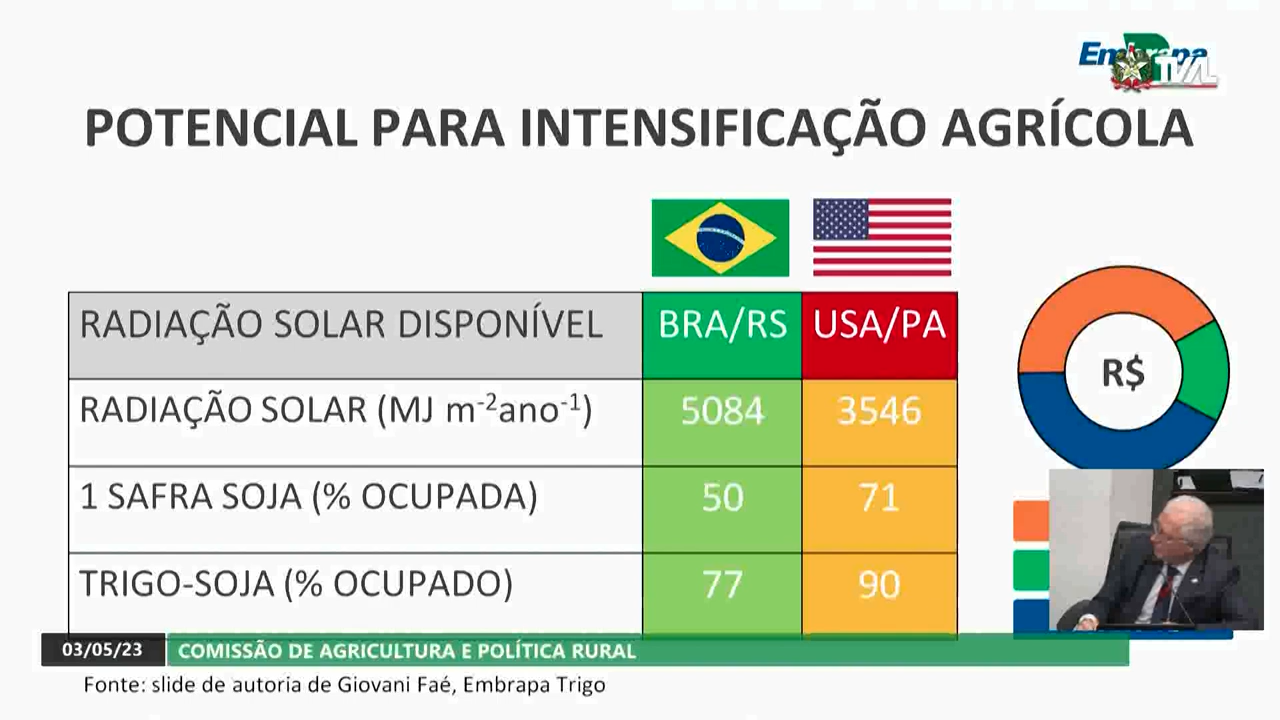 Embrapa
TVAL
POTENCIAL PARA INTENSIFICAÇÃO AGRÍCOLA
RADIAÇÃO SOLAR DISPONÍVEL BRA/RS USA/PA
RADIAÇÃO SOLAR (MJ m⁻²ano⁻¹) 5084 3546
1 SAFRA SOJA (% OCUPADA) 50 71
TRIGO-SOJA (% OCUPADO) 77 90
R$
03/05/23 COMISSÃO DE AGRICULTURA E POLÍTICA RURAL
Fonte: slide de autoria de Giovani Faé, Embrapa Trigo